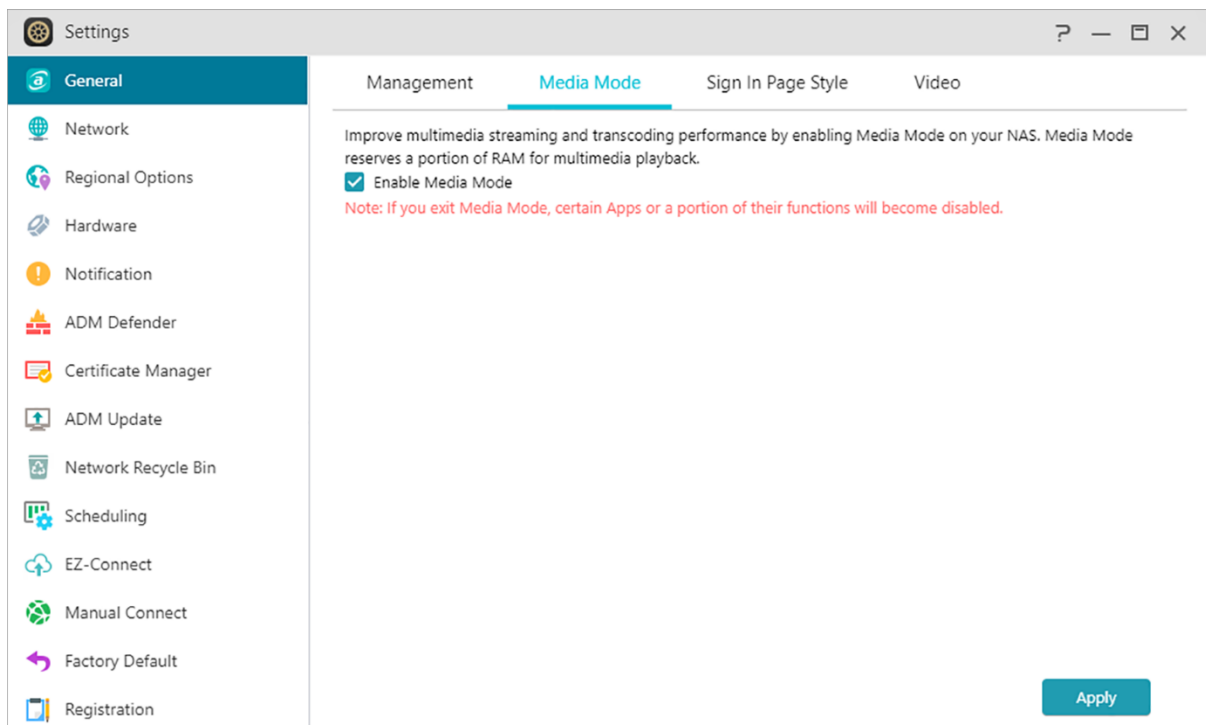 Settings
General
Network
Regional Options
Hardware
Notification
ADM Defender
Certificate Manager
ADM Update
Network Recycle Bin
Scheduling
EZ-Connect
Manual Connect
Factory Default
Registration
Management
Media Mode
Sign In Page Style
Video
Improve multimedia streaming and transcoding performance by enabling Media Mode on your NAS. Media Mode
reserves a portion of RAM for multimedia playback.
Enable Media Mode
Note: If you exit Media Mode, certain Apps or a portion of their functions will become disabled.
Apply